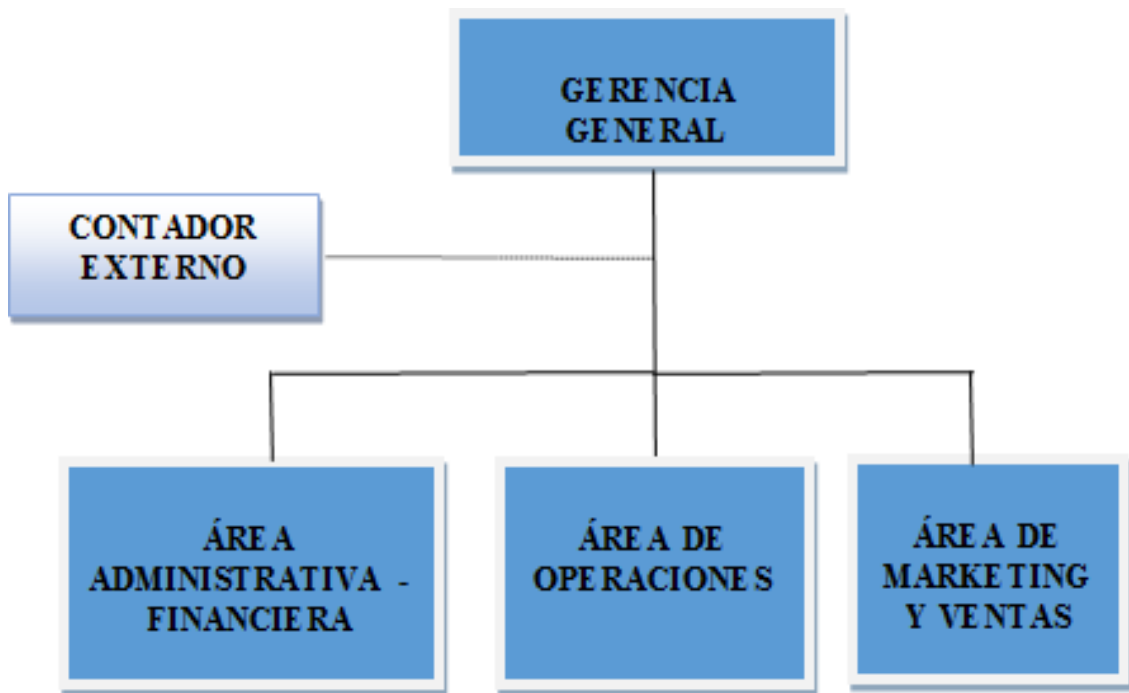 GERENCIA
GENERAL
CONTADOR
EXTERNO
ÁREA
ADMINISTRATIVA -
FINANCIERA
ÁREA DE
OPERACIONES
ÁREA DE
MARKETING
Y VENTAS